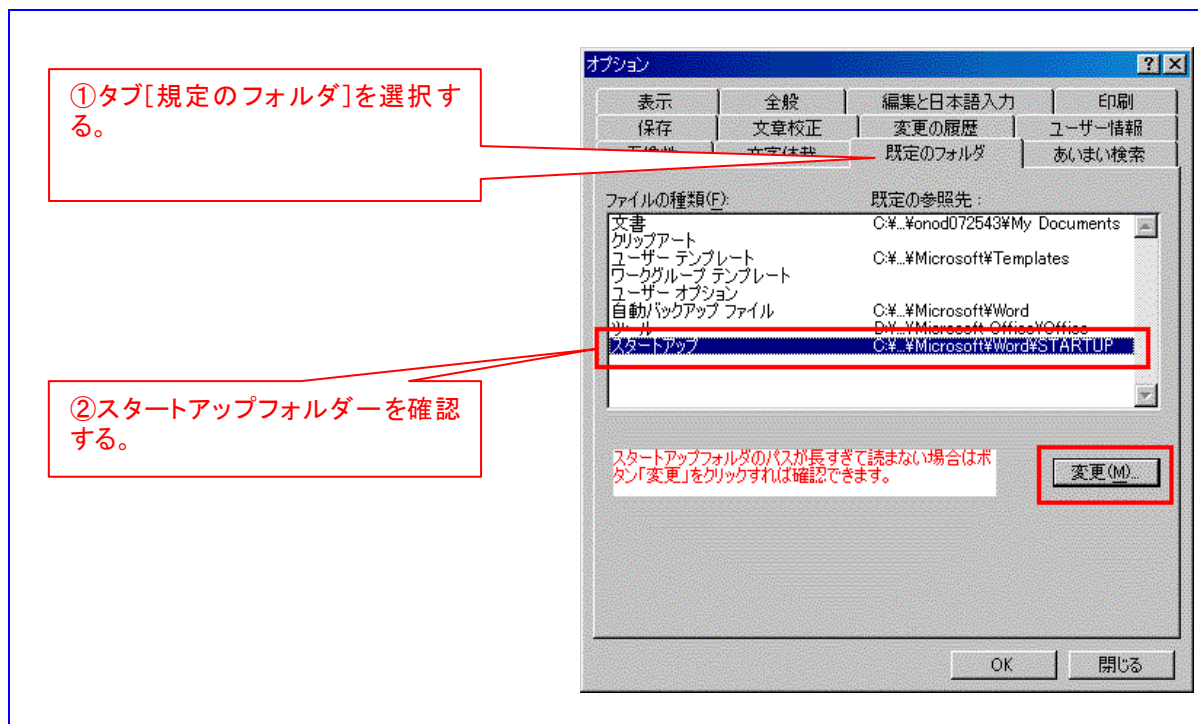 ①タブ[規定のフォルダ]を選択す
る。
②スタートアップフォルダーを確認
する。
オプション
表示 全般 編集と日本語入力 印刷
保存 文章校正 変更の履歴 ユーザー情報
文字体裁 既定のフォルダ あいまい検索
ファイルの種類(F): 既定の参照先:
文書 C:¥...¥onod072543¥My Documents
クリップアート
ユーザー テンプレート C:¥...¥Microsoft¥Templates
ワークグループ テンプレート
ユーザー オプション
自動バックアップ ファイル C:¥...¥Microsoft¥Word
ツール D:¥...¥Microsoft Office¥Office
スタートアップ C:¥...¥Microsoft¥Word¥STARTUP
スタートアップフォルダのパスが長すぎて読まない場合はボ
タン「変更」をクリックすれば確認できます。
変更(M)...
OK 閉じる